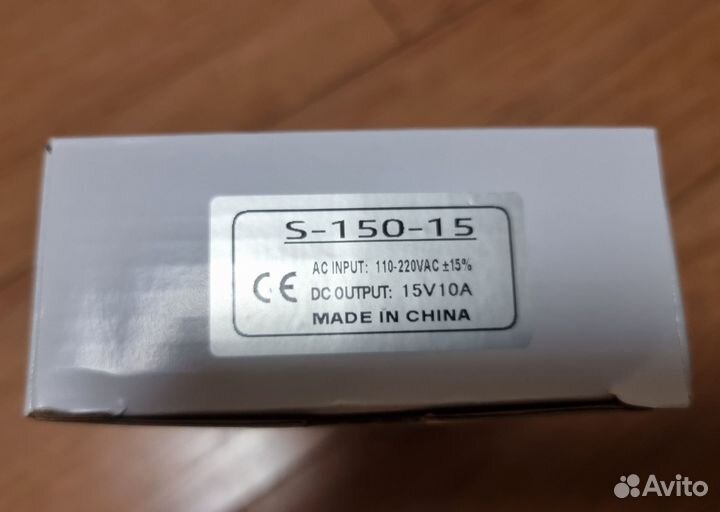 S-150-15
AC INPUT: 110-220VAC ±15%
CE DC OUTPUT: 15V10A
MADE IN CHINA
Avito